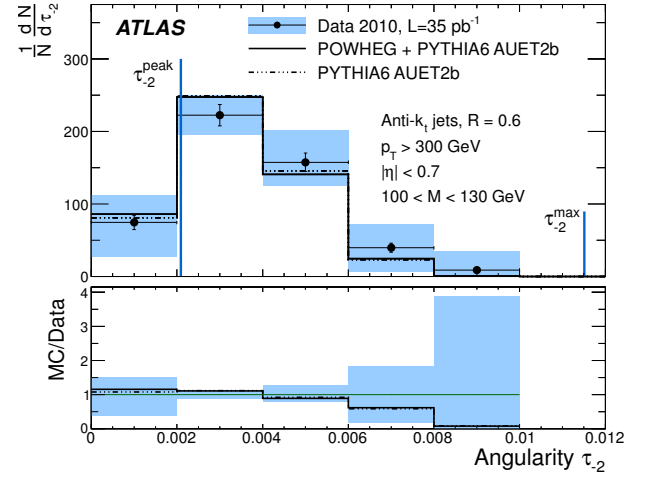 ATLAS
Data 2010, L=35 pb⁻¹
POWHEG + PYTHIA6 AUET2b
PYTHIA6 AUET2b
1/N dN/dτ₋₂
τ₋₂^peak
Anti-kₜ jets, R = 0.6
p_T > 300 GeV
|η| < 0.7
100 < M < 130 GeV
τ₋₂^max
300
200
100
0
MC/Data
4
3
2
1
0
0 0.002 0.004 0.006 0.008 0.01 0.012
Angularity τ₋₂